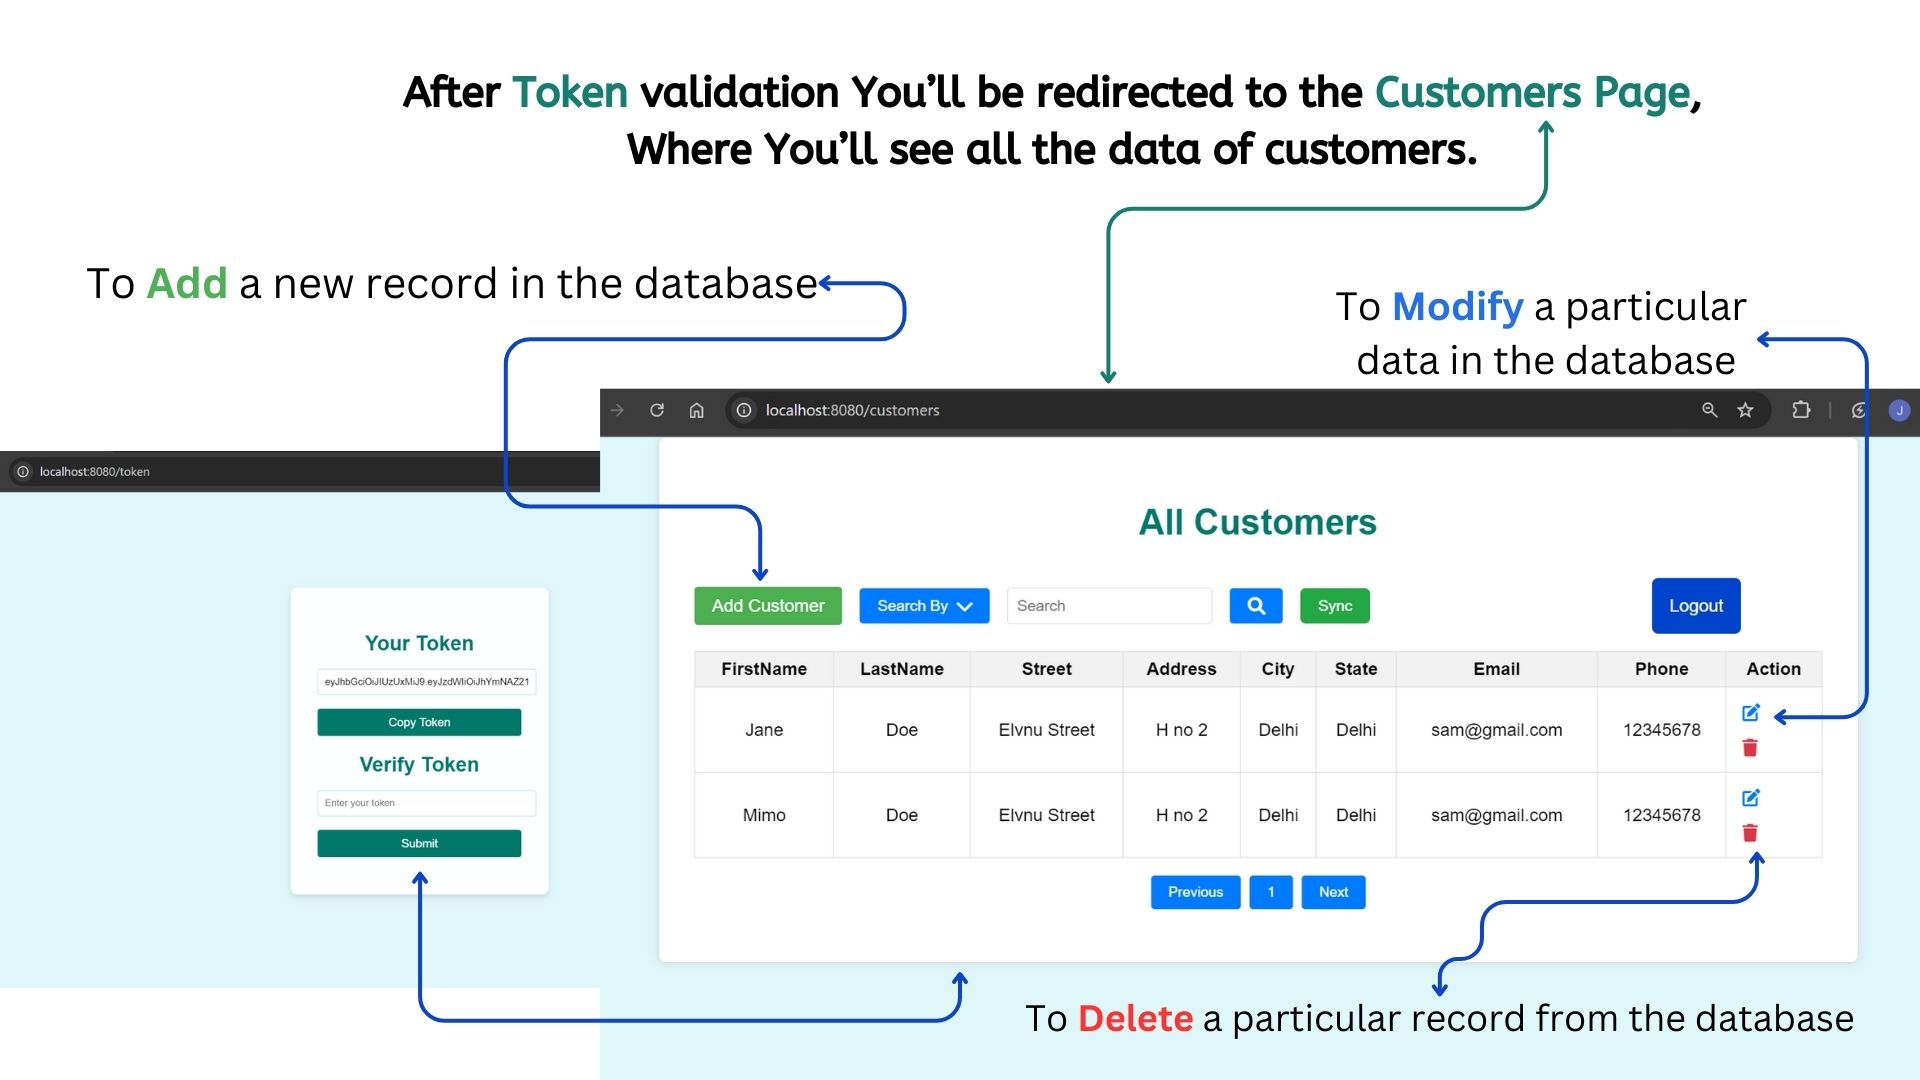 After Token validation You’ll be redirected to the Customers Page,
Where You’ll see all the data of customers.
To Add a new record in the database
To Modify a particular
data in the database
localhost:8080/customers
J
localhost:8080/token
Your Token
eyJhbGciOiJIUzUxMiJ9.eyJzdWIiOiJhYmNAZ21
Copy Token
Verify Token
Enter your token
Submit
All Customers
Add Customer Search By Search Sync Logout
FirstName LastName Street Address City State Email Phone Action
Jane Doe Elvnu Street H no 2 Delhi Delhi sam@gmail.com 12345678
Mimo Doe Elvnu Street H no 2 Delhi Delhi sam@gmail.com 12345678
Previous 1 Next
To Delete a particular record from the database